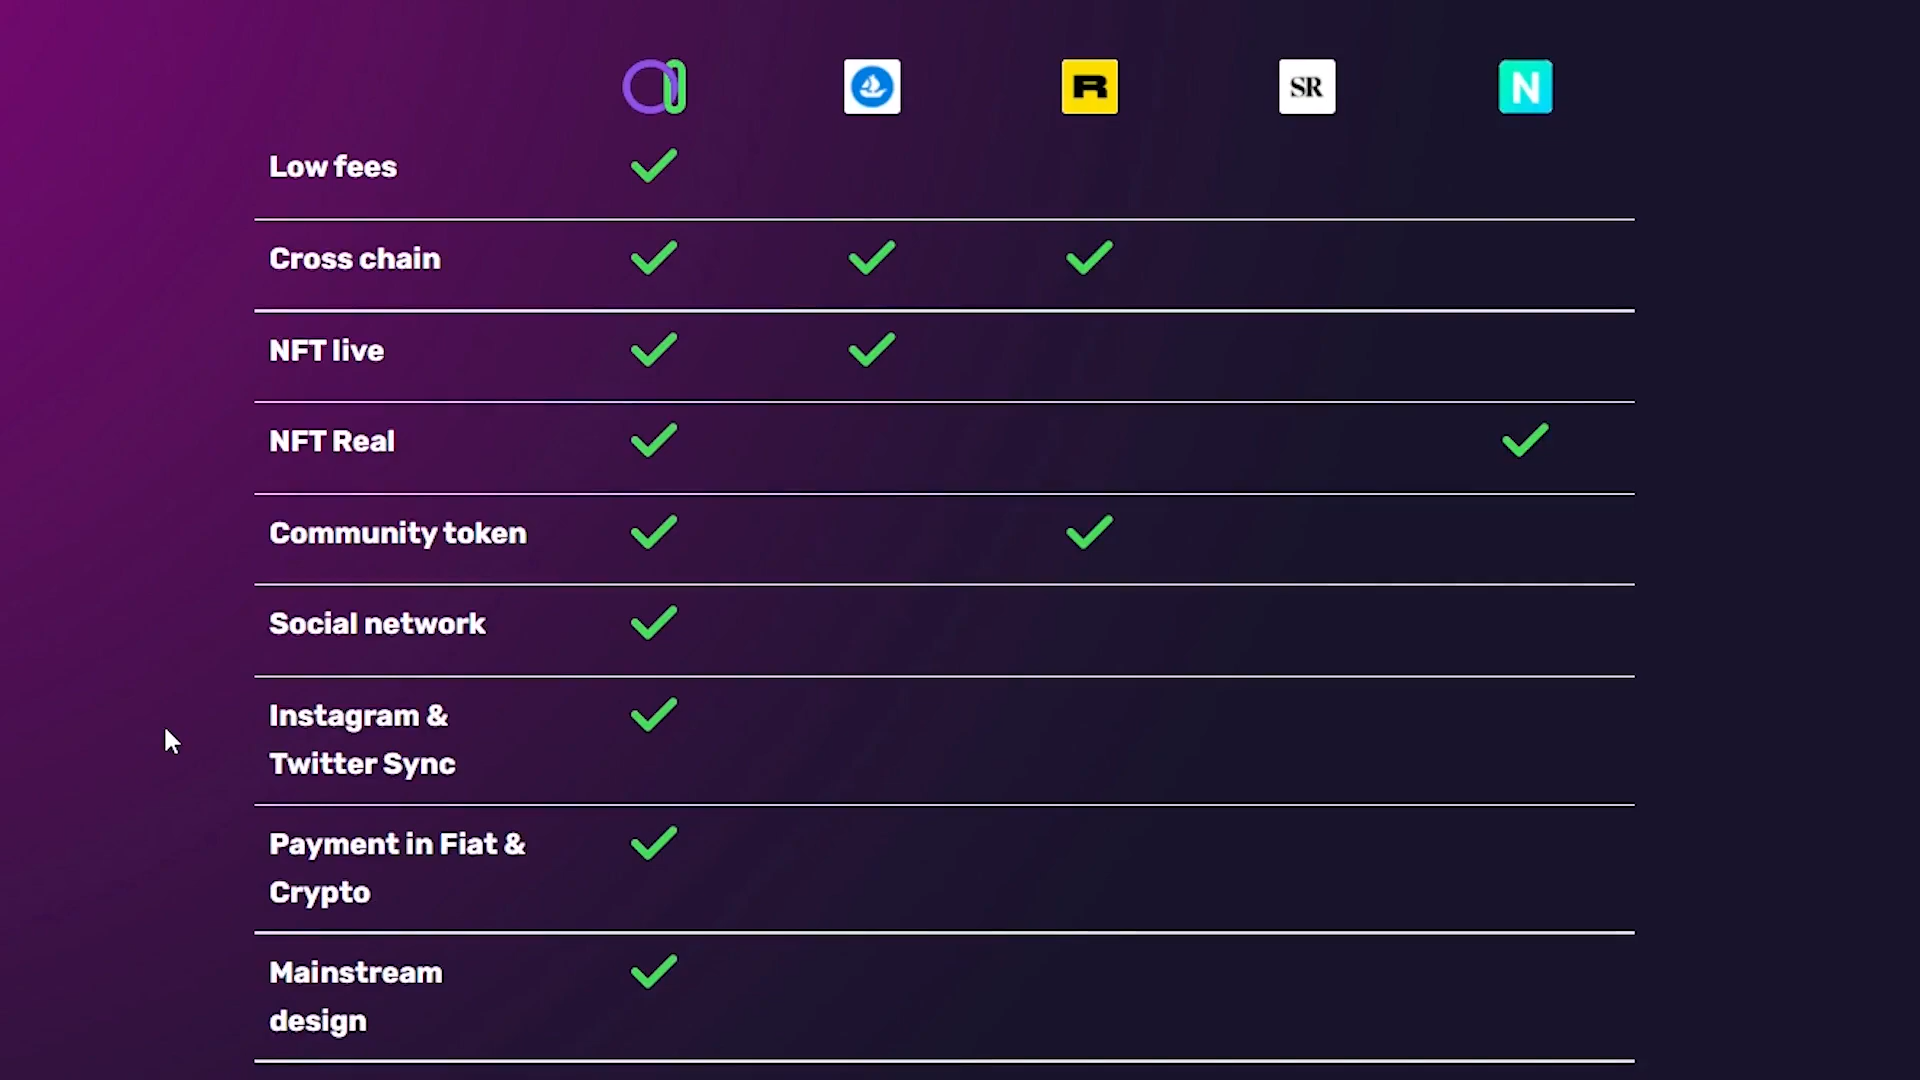 R SR N
Low fees
Cross chain
NFT live
NFT Real
Community token
Social network
Instagram &
Twitter Sync
Payment in Fiat &
Crypto
Mainstream
design